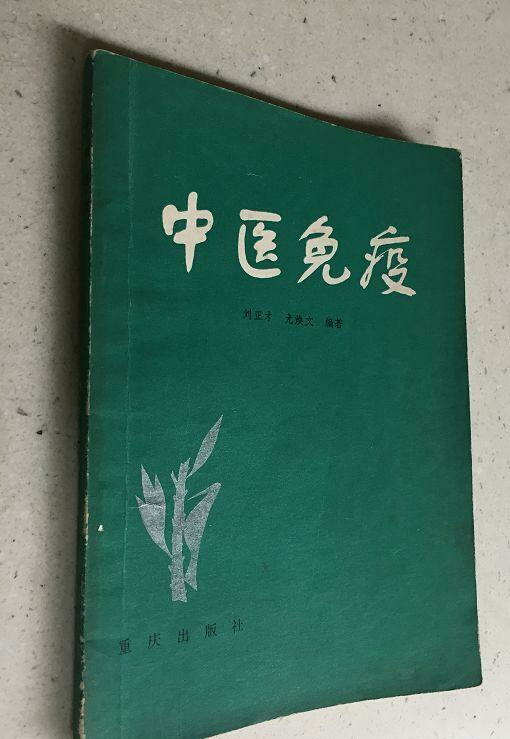 中医免疫
刘正才 尤焕文 编著
重庆出版社